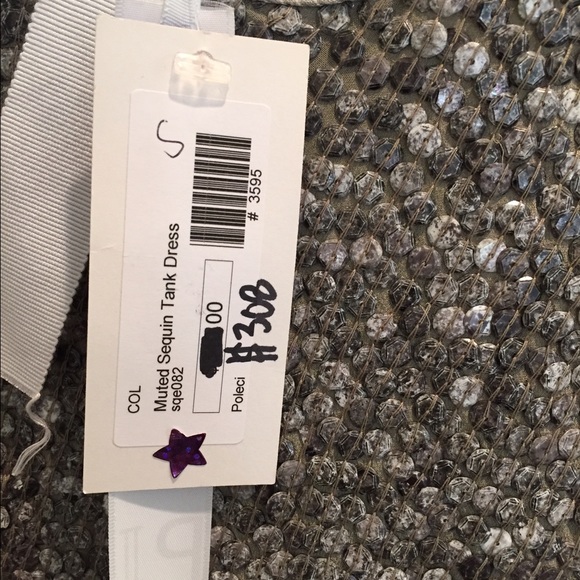 COL
Muted Sequin Tank Dress
sqe082
00
Poleci
# 3595
S
#308